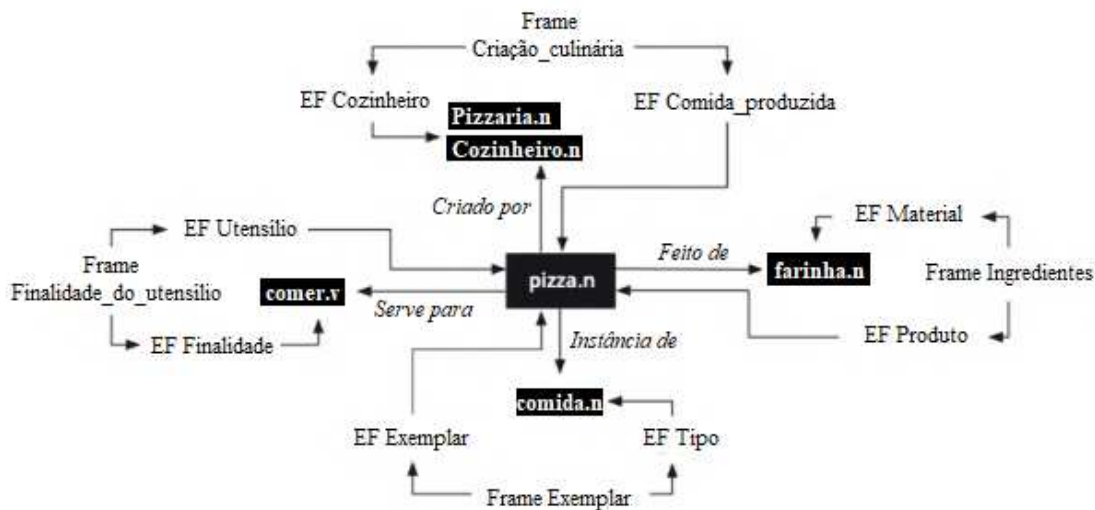 Frame
Criação_culinária
EF Cozinheiro
EF Comida_produzida
Pizzaria.n
Cozinheiro.n
Criado por
EF Utensílio
EF Material
Feito de
Frame
Finalidade_do_utensílio
comer.v
pizza.n
farinha.n
Frame Ingredientes
Serve para
EF Finalidade
Instância de
EF Produto
comida.n
EF Exemplar
EF Tipo
Frame Exemplar